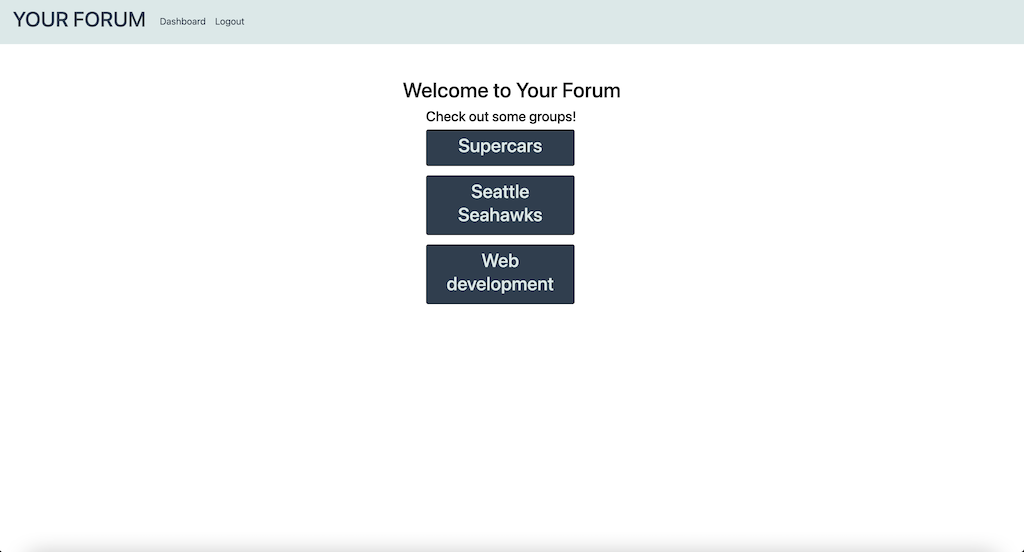 YOUR FORUM Dashboard Logout
Welcome to Your Forum
Check out some groups!
Supercars
Seattle
Seahawks
Web
development